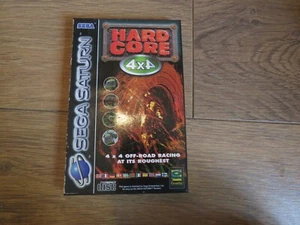 SEGA
HARD
CORE
4x4
SEGA SATURN
4 x 4 OFF-ROAD RACING
AT ITS ROUGHEST